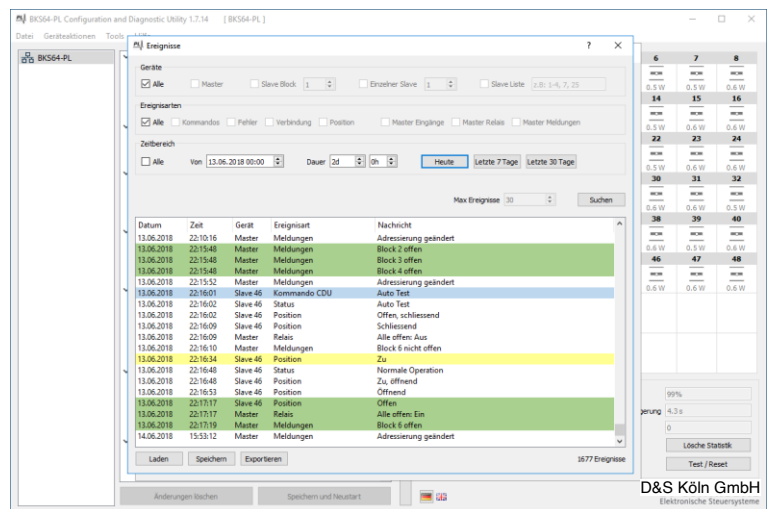 BKS64-PL Configuration and Diagnostic Utility 1.7.14 [ BKS64-PL ]
Datei Geräteaktionen Tools
BKS64-PL
Ereignisse ? ×
Geräte
Alle Master Slave Block 1 Einzelner Slave 1 Slave Liste z.B: 1-4, 7, 25
Ereignisarten
Alle Kommandos Fehler Verbindung Position Master Eingänge Master Relais Master Meldungen
Zeitbereich
Alle Von 13.06.2018 00:00 Dauer 2d 0h Heute Letzte 7 Tage Letzte 30 Tage
Max Ereignisse 30 Suchen
Datum Zeit Gerät Ereignisart Nachricht
13.06.2018 22:10:16 Master Meldungen Adressierung geändert
13.06.2018 22:15:48 Master Meldungen Block 2 offen
13.06.2018 22:15:48 Master Meldungen Block 3 offen
13.06.2018 22:15:48 Master Meldungen Block 4 offen
13.06.2018 22:15:52 Master Meldungen Adressierung geändert
13.06.2018 22:16:01 Slave 46 Kommando CDU Auto Test
13.06.2018 22:16:02 Slave 46 Status Auto Test
13.06.2018 22:16:02 Slave 46 Position Offen, schliessend
13.06.2018 22:16:09 Slave 46 Position Schliessend
13.06.2018 22:16:09 Master Relais Alle offen: Aus
13.06.2018 22:16:10 Master Meldungen Block 6 nicht offen
13.06.2018 22:16:34 Slave 46 Position Zu
13.06.2018 22:16:48 Slave 46 Status Normale Operation
13.06.2018 22:16:48 Slave 46 Position Zu, öffnend
13.06.2018 22:16:53 Slave 46 Position Öffnend
13.06.2018 22:17:17 Slave 46 Position Offen
13.06.2018 22:17:17 Master Relais Alle offen: Ein
13.06.2018 22:17:19 Master Meldungen Block 6 offen
14.06.2018 15:53:12 Master Meldungen Adressierung geändert
Laden Speichern Exportieren 1677 Ereignisse
6 7 8
0.5 W 0.5 W 0.6 W
14 15 16
0.5 W 0.6 W 0.6 W
22 23 24
0.5 W 0.6 W 0.6 W
30 31 32
0.6 W 0.6 W 0.5 W
38 39 40
0.6 W 0.5 W 0.6 W
46 47 48
0.6 W 0.6 W 0.6 W
99%
gerung 4.3 s
0
Lösche Statistik
Test / Reset
Änderungen löschen Speichern und Neustart
D&S Köln GmbH
Elektronische Steuersysteme